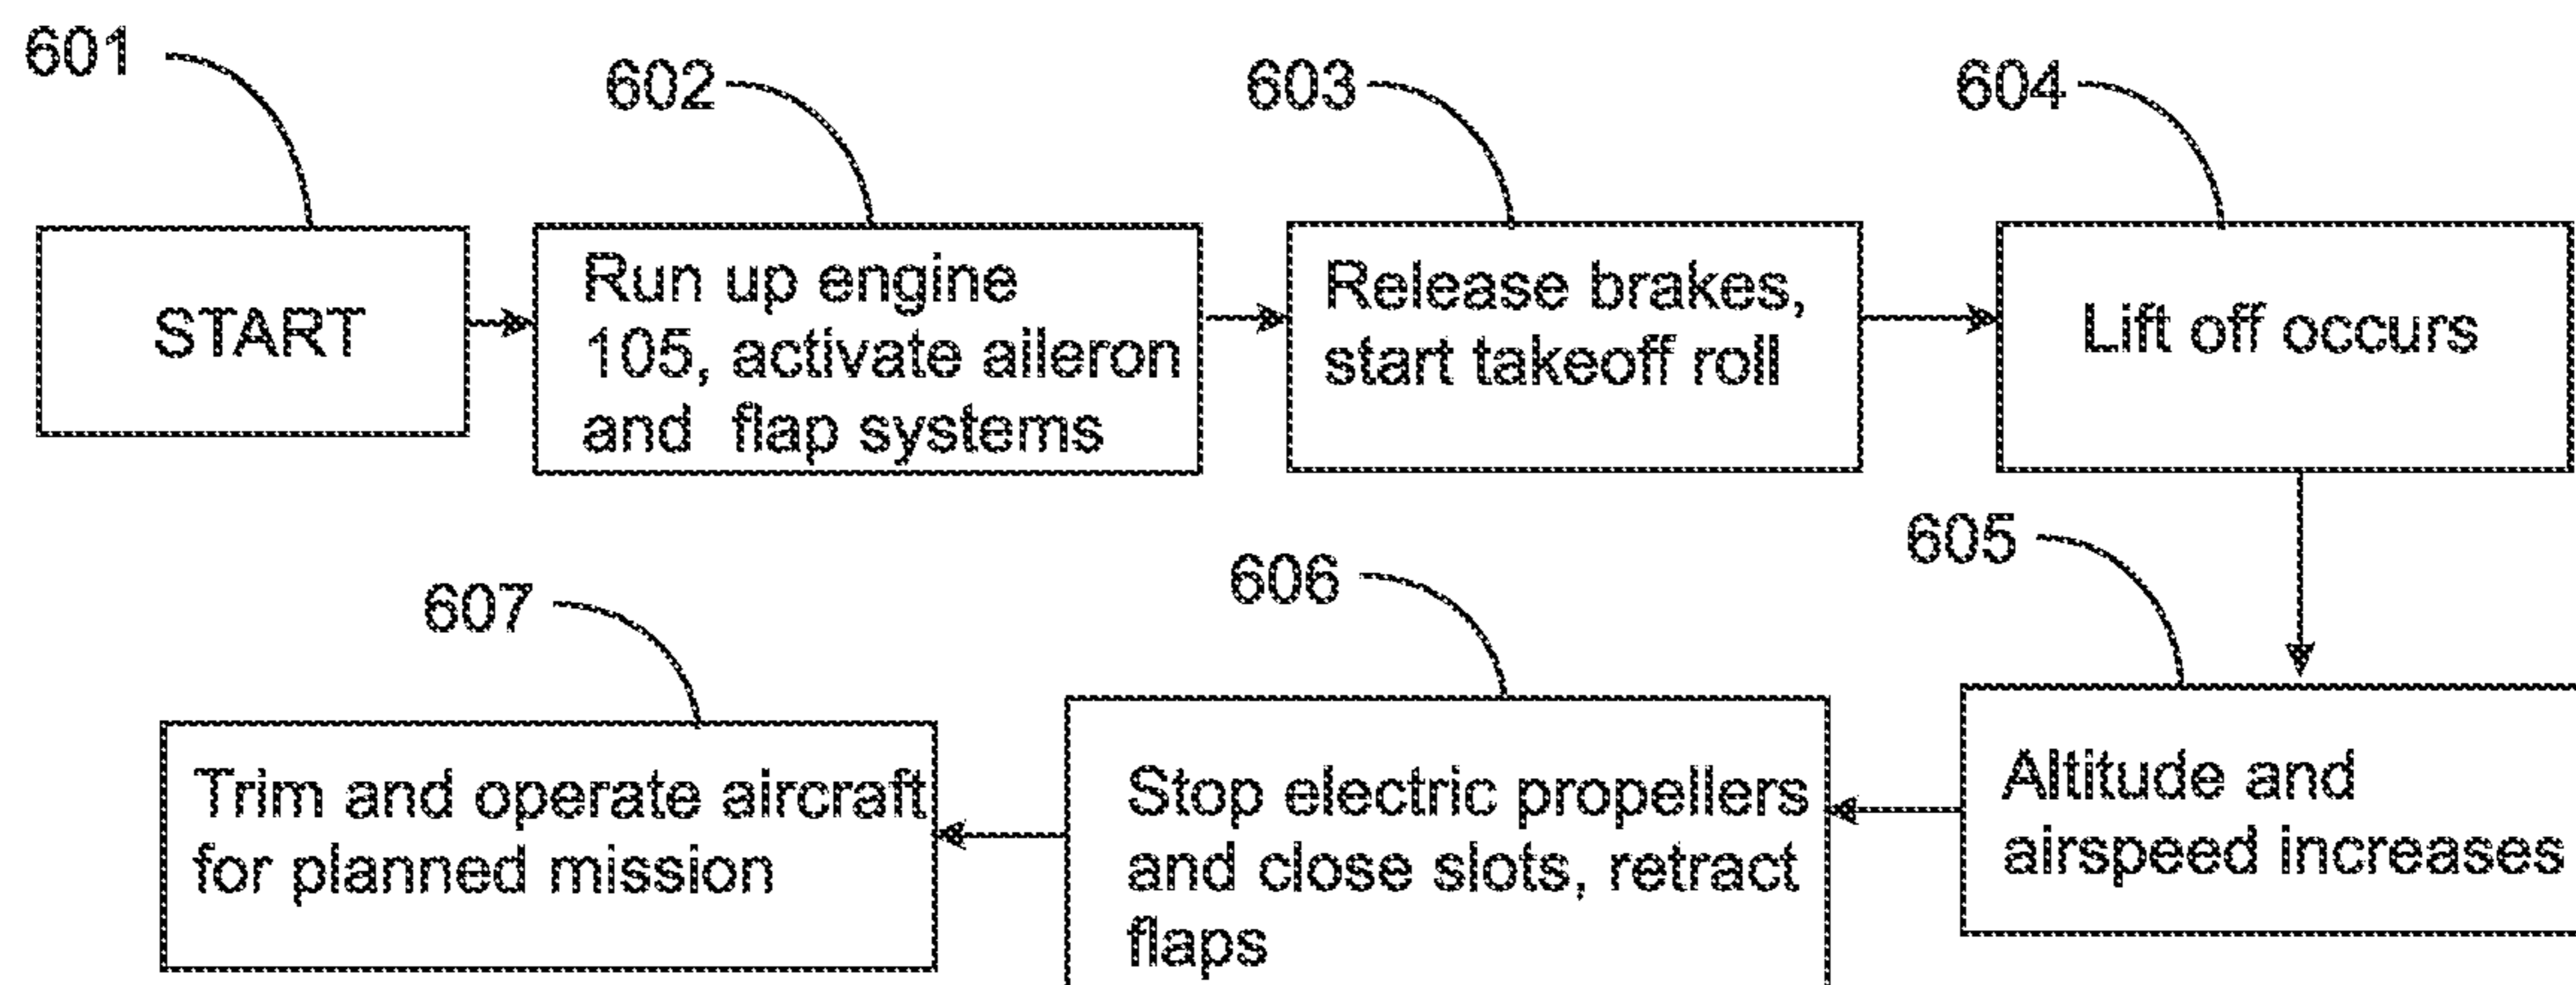 601
602
603
604
START
Run up engine
105, activate aileron
and flap systems
Release brakes,
start takeoff roll
Lift off occurs
605
606
607
Altitude and
airspeed increases
Stop electric propellers
and close slots, retract
flaps
Trim and operate aircraft
for planned mission